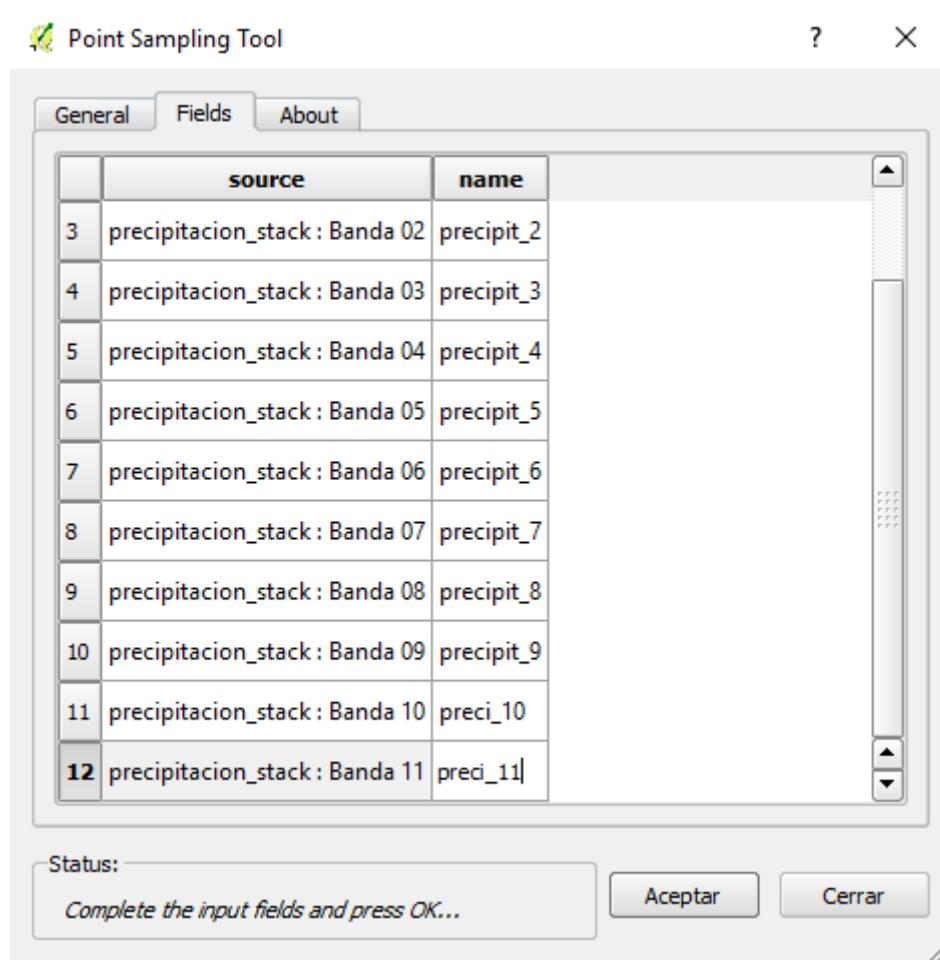 Point Sampling Tool ? ×
General Fields About
source name
3 precipitacion_stack : Banda 02 precipit_2
4 precipitacion_stack : Banda 03 precipit_3
5 precipitacion_stack : Banda 04 precipit_4
6 precipitacion_stack : Banda 05 precipit_5
7 precipitacion_stack : Banda 06 precipit_6
8 precipitacion_stack : Banda 07 precipit_7
9 precipitacion_stack : Banda 08 precipit_8
10 precipitacion_stack : Banda 09 precipit_9
11 precipitacion_stack : Banda 10 preci_10
12 precipitacion_stack : Banda 11 preci_11
Status:
Complete the input fields and press OK...
Aceptar Cerrar